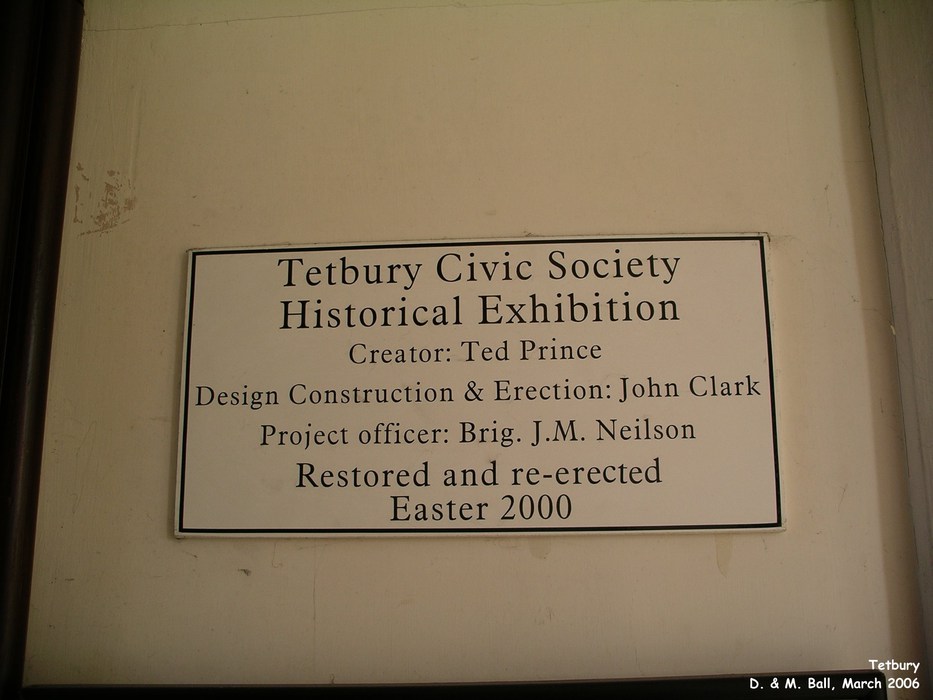 Tetbury Civic Society
Historical Exhibition
Creator: Ted Prince
Design Construction & Erection: John Clark
Project officer: Brig. J.M. Neilson
Restored and re-erected
Easter 2000
Tetbury
D. & M. Ball, March 2006